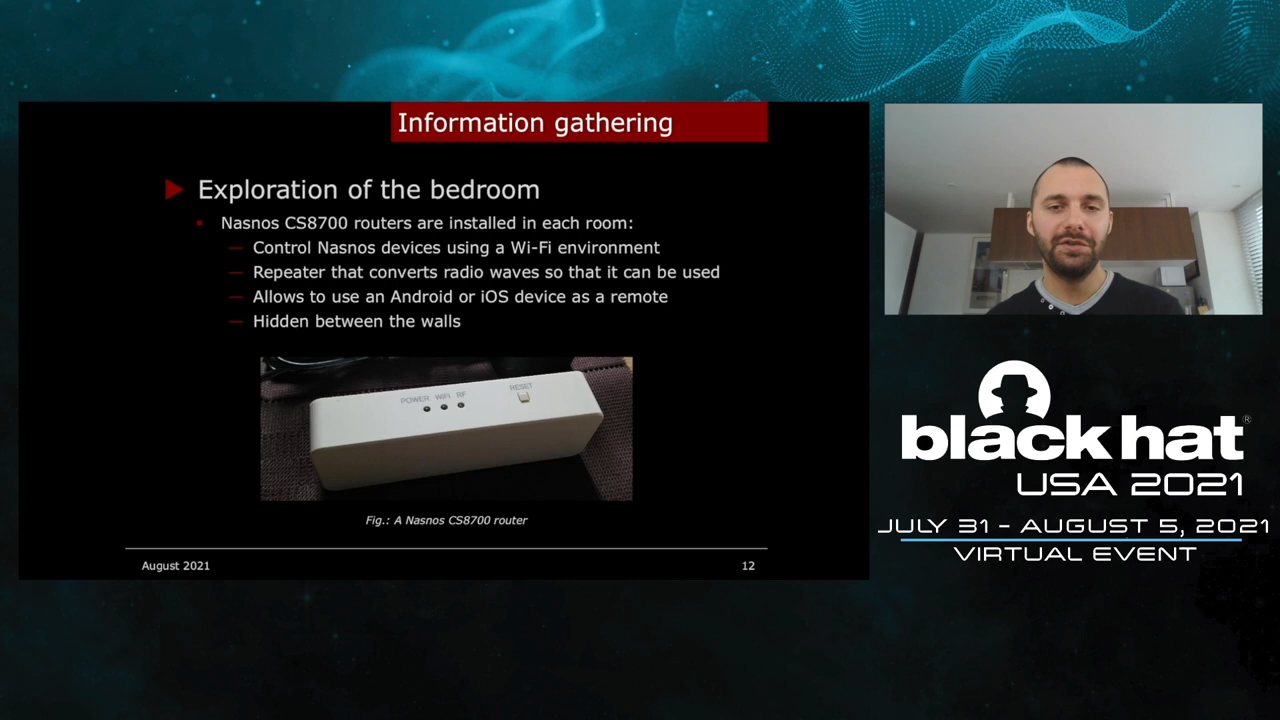 Information gathering
Exploration of the bedroom
Nasnos CS8700 routers are installed in each room:
Control Nasnos devices using a Wi-Fi environment
Repeater that converts radio waves so that it can be used
Allows to use an Android or iOS device as a remote
Hidden between the walls
POWER WiFi RF
RESET
Fig.: A Nasnos CS8700 router
August 2021
12
black hat®
USA 2021
JULY 31 - AUGUST 5, 2021
VIRTUAL EVENT